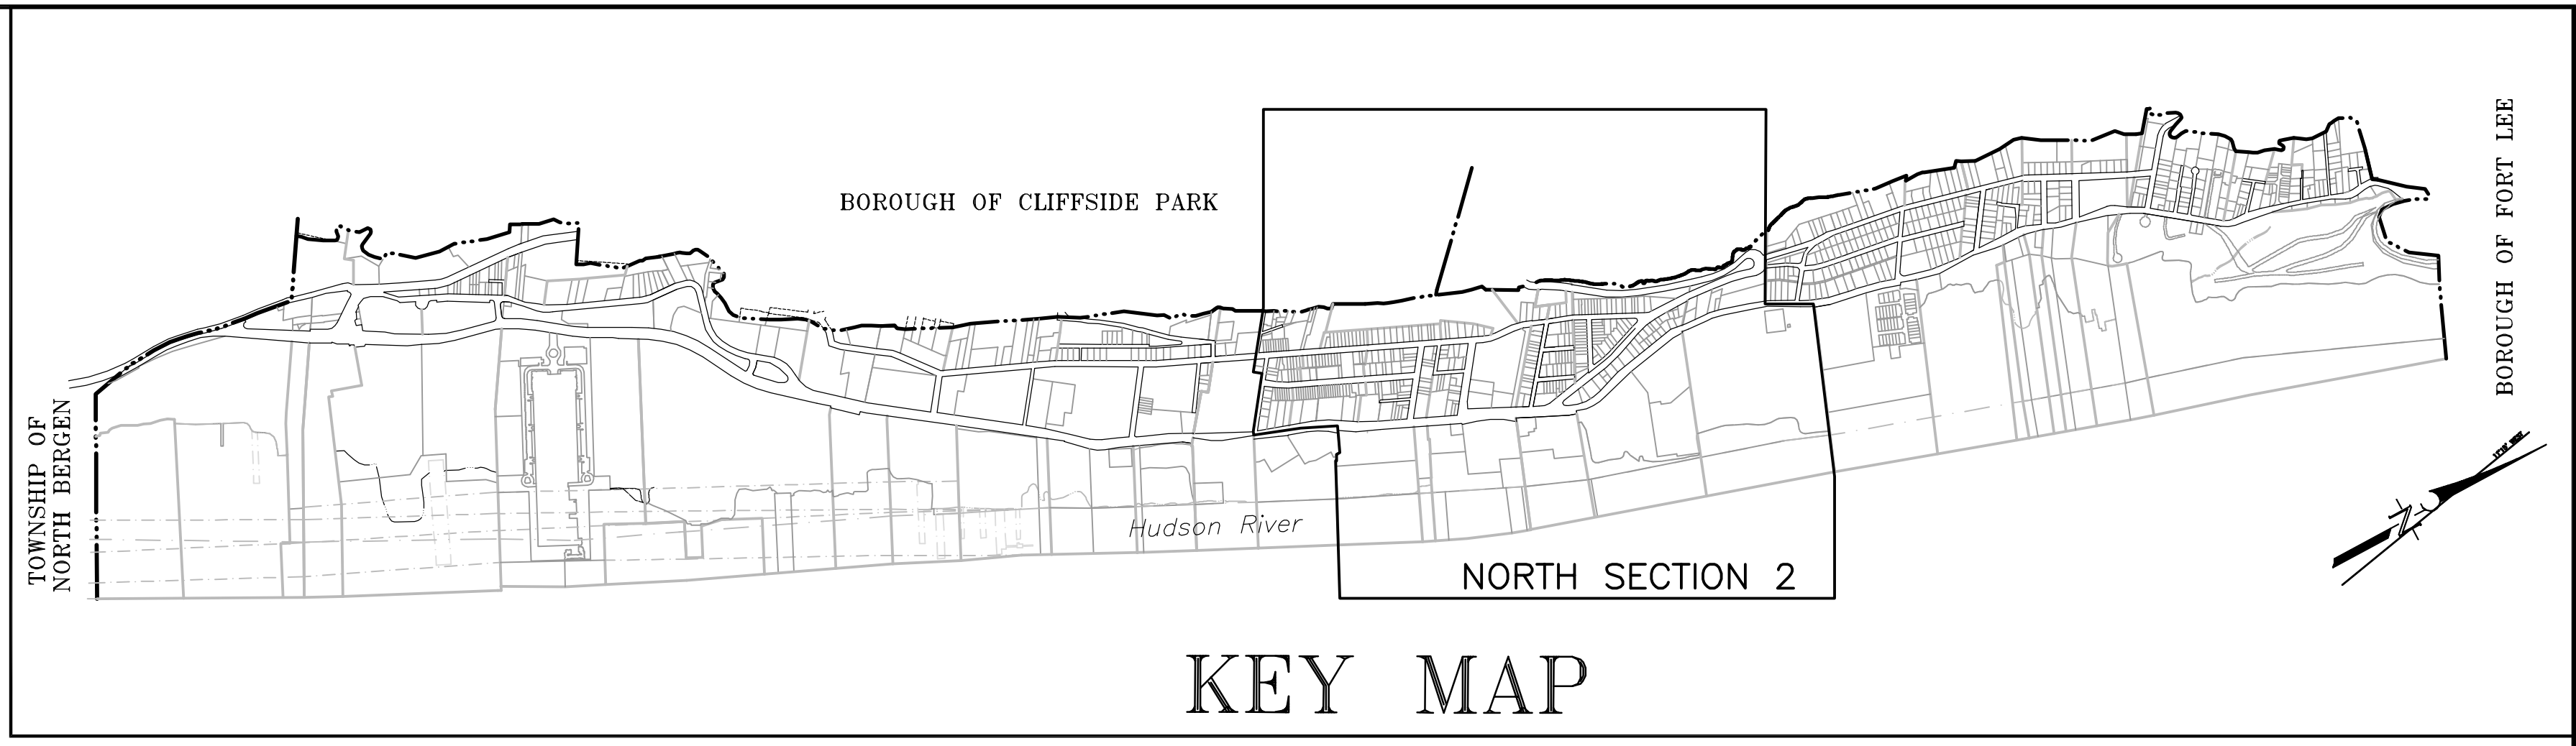 BOROUGH OF CLIFFSIDE PARK
BOROUGH OF FORT LEE
TOWNSHIP OF
NORTH BERGEN
Hudson River
N
NORTH SECTION 2
KEY MAP